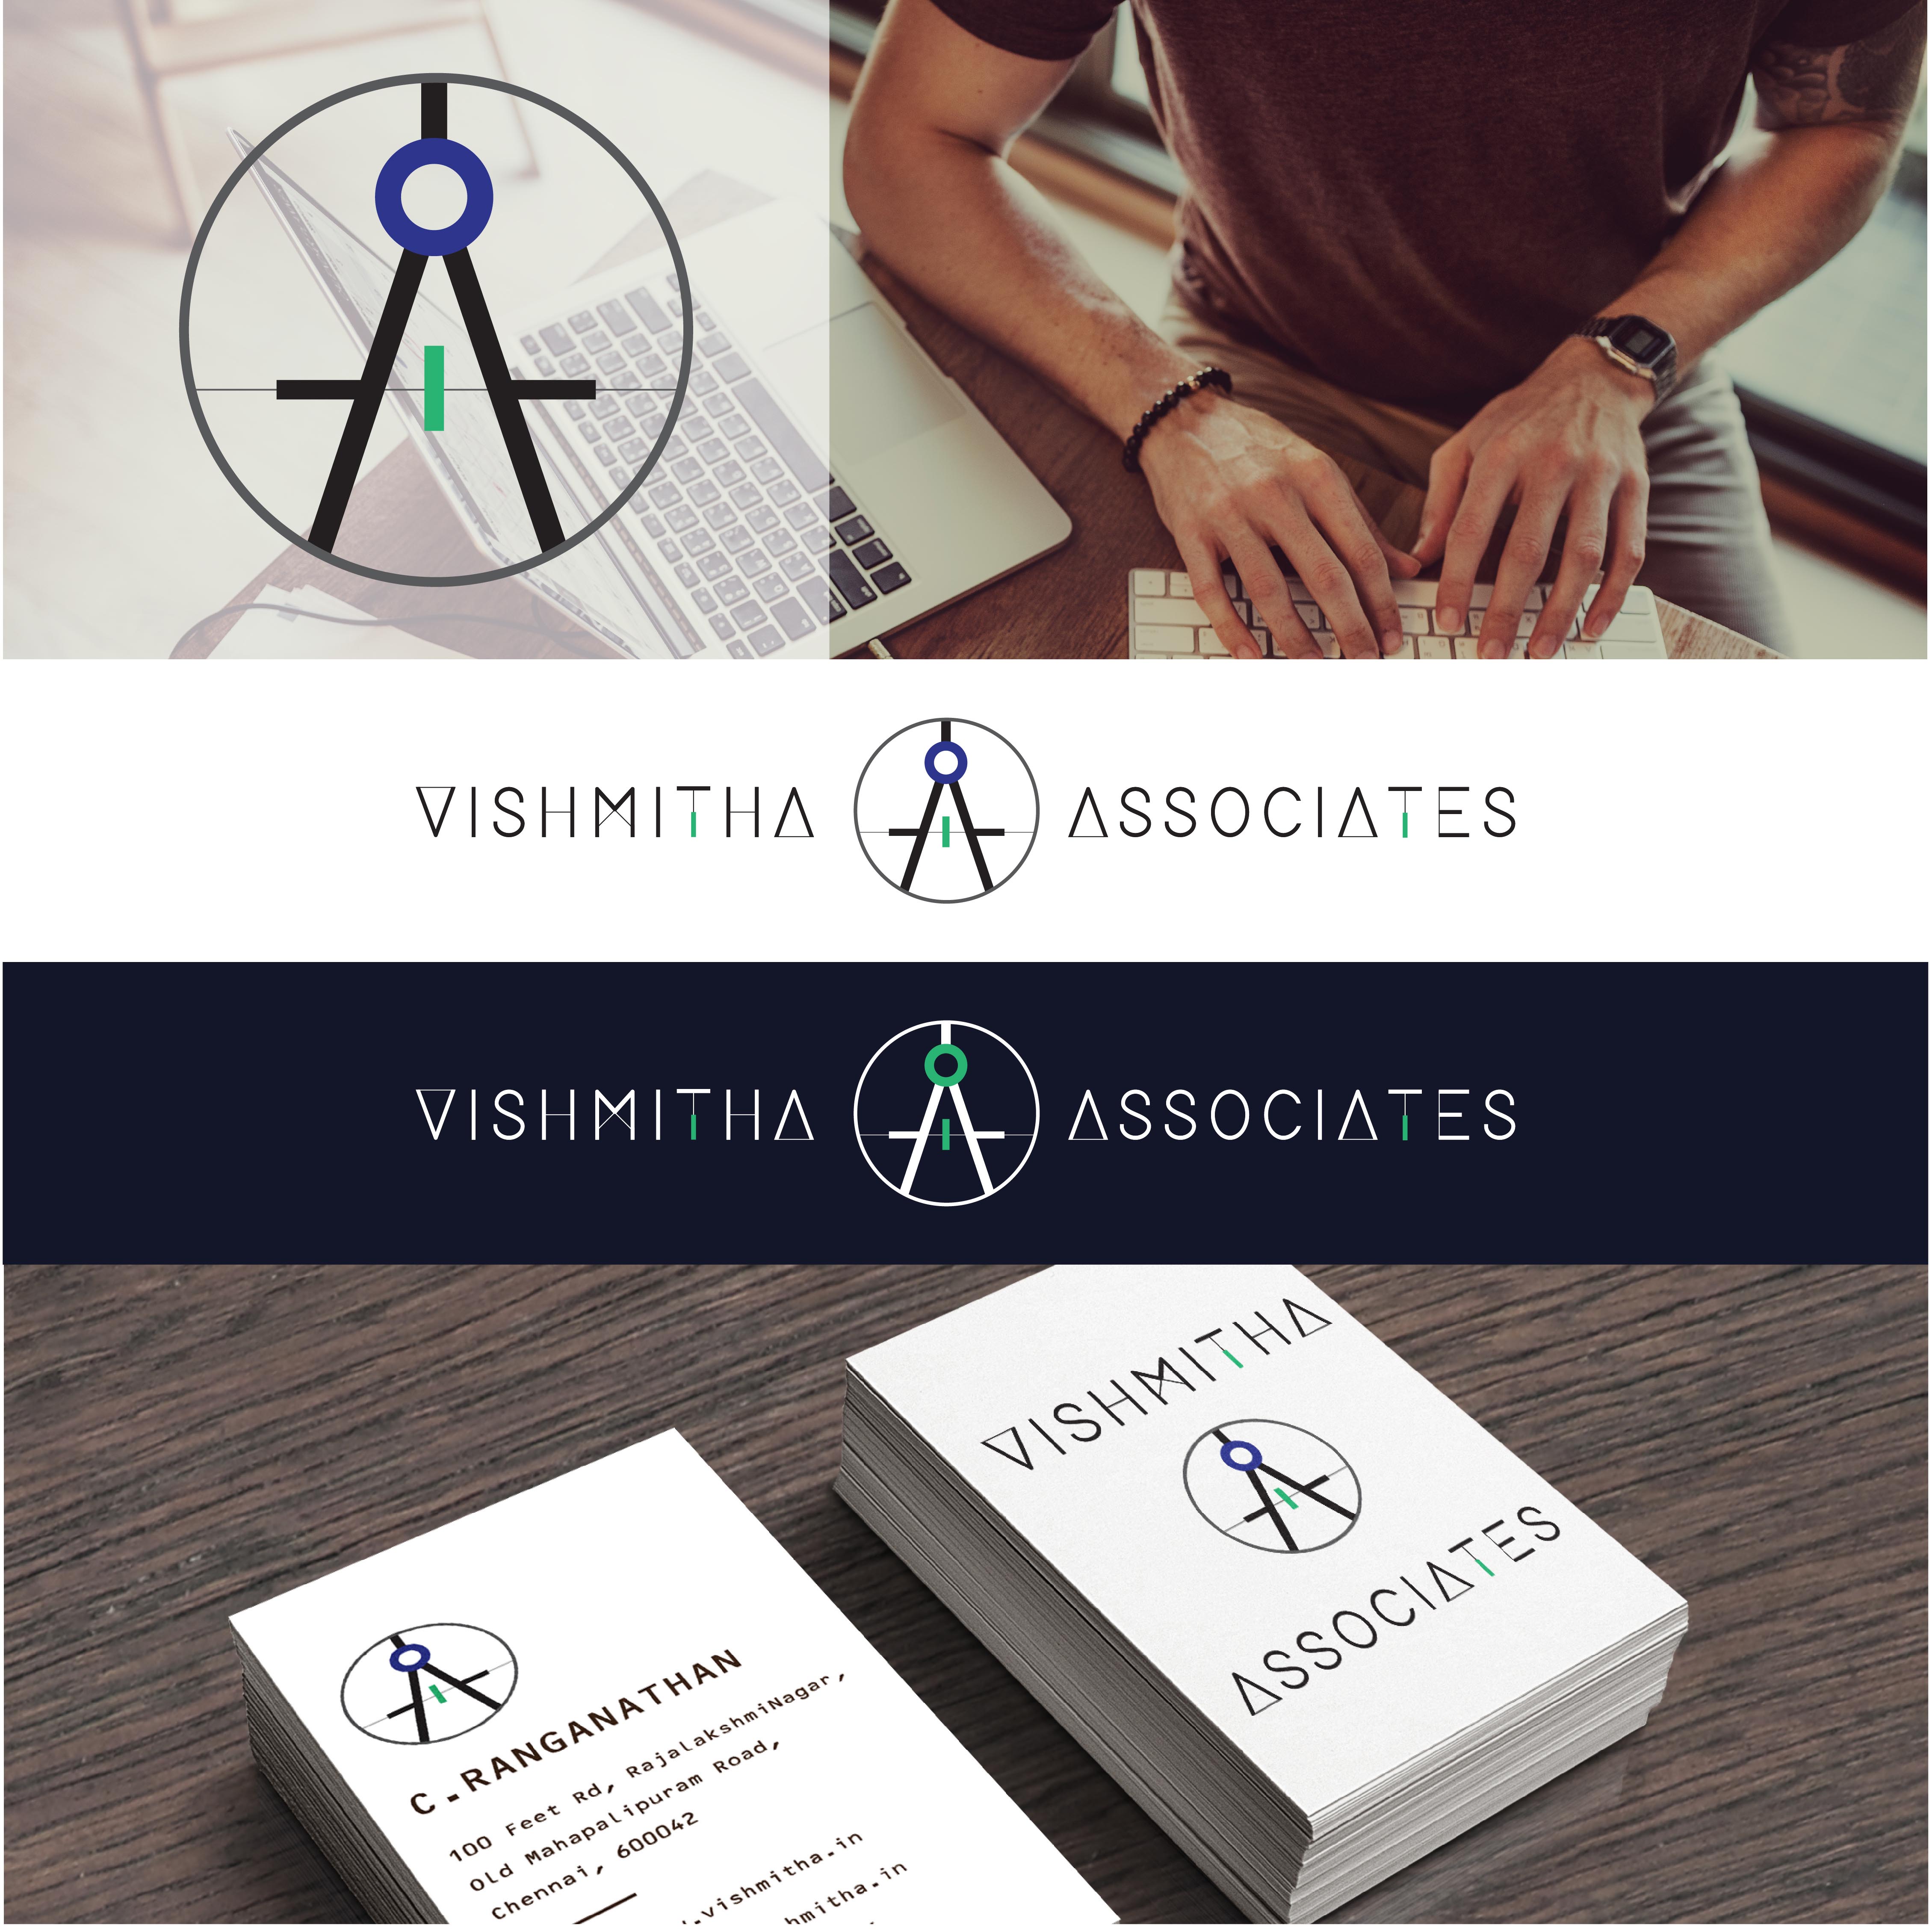 VISHMITHA ASSOCIATES
VISHMITHA ASSOCIATES
VISHMITHA
ASSOCIATES
C.RANGANATHAN
100 Feet Rd, RajalakshmiNagar,
Old Mahapalipuram Road,
Chennai, 600042
.vishmitha.in
hmitha.in